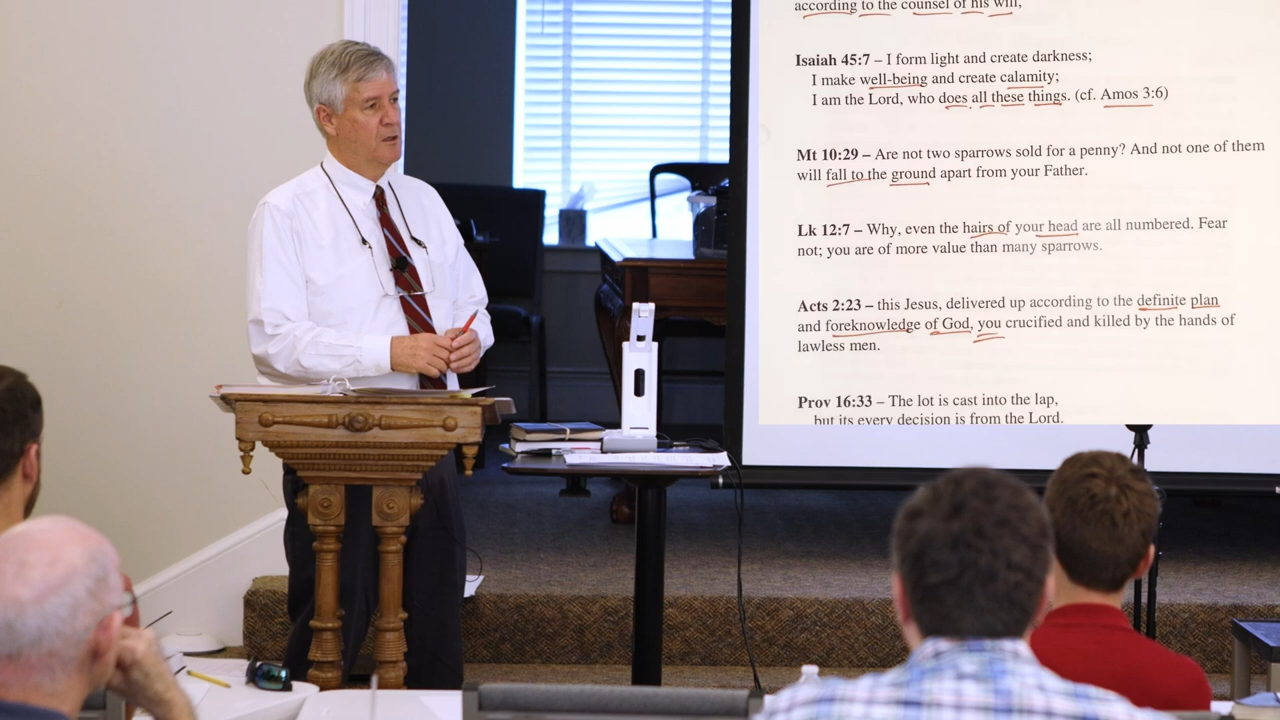 according to the counsel of his will,
Isaiah 45:7 – I form light and create darkness;
I make well-being and create calamity;
I am the Lord, who does all these things. (cf. Amos 3:6)
Mt 10:29 – Are not two sparrows sold for a penny? And not one of them
will fall to the ground apart from your Father.
Lk 12:7 – Why, even the hairs of your head are all numbered. Fear
not; you are of more value than many sparrows.
Acts 2:23 – this Jesus, delivered up according to the definite plan
and foreknowledge of God, you crucified and killed by the hands of
lawless men.
Prov 16:33 – The lot is cast into the lap,
but its every decision is from the Lord.